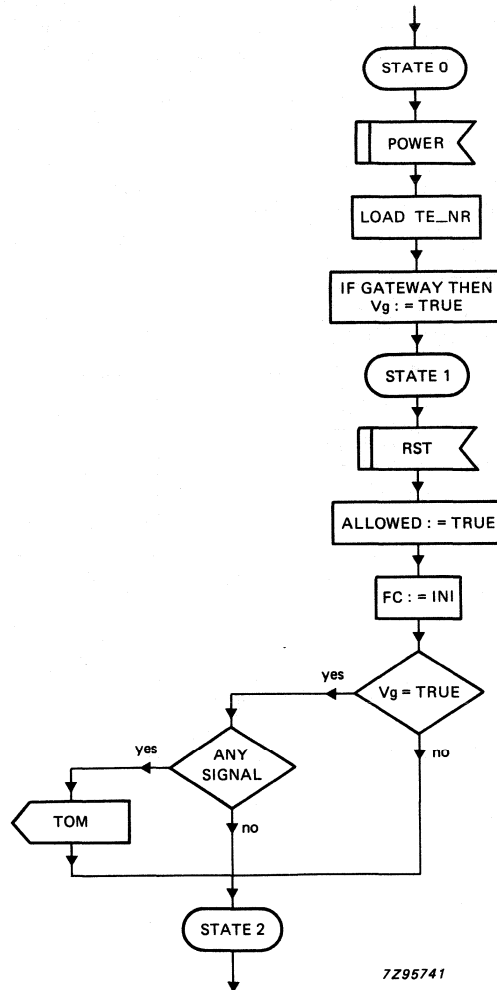 STATE 0
POWER
LOAD TE_NR
IF GATEWAY THEN
Vg : = TRUE
STATE 1
RST
ALLOWED : = TRUE
FC : = INI
yes
Vg = TRUE
yes
ANY
SIGNAL
no
TOM
no
STATE 2
7Z95741